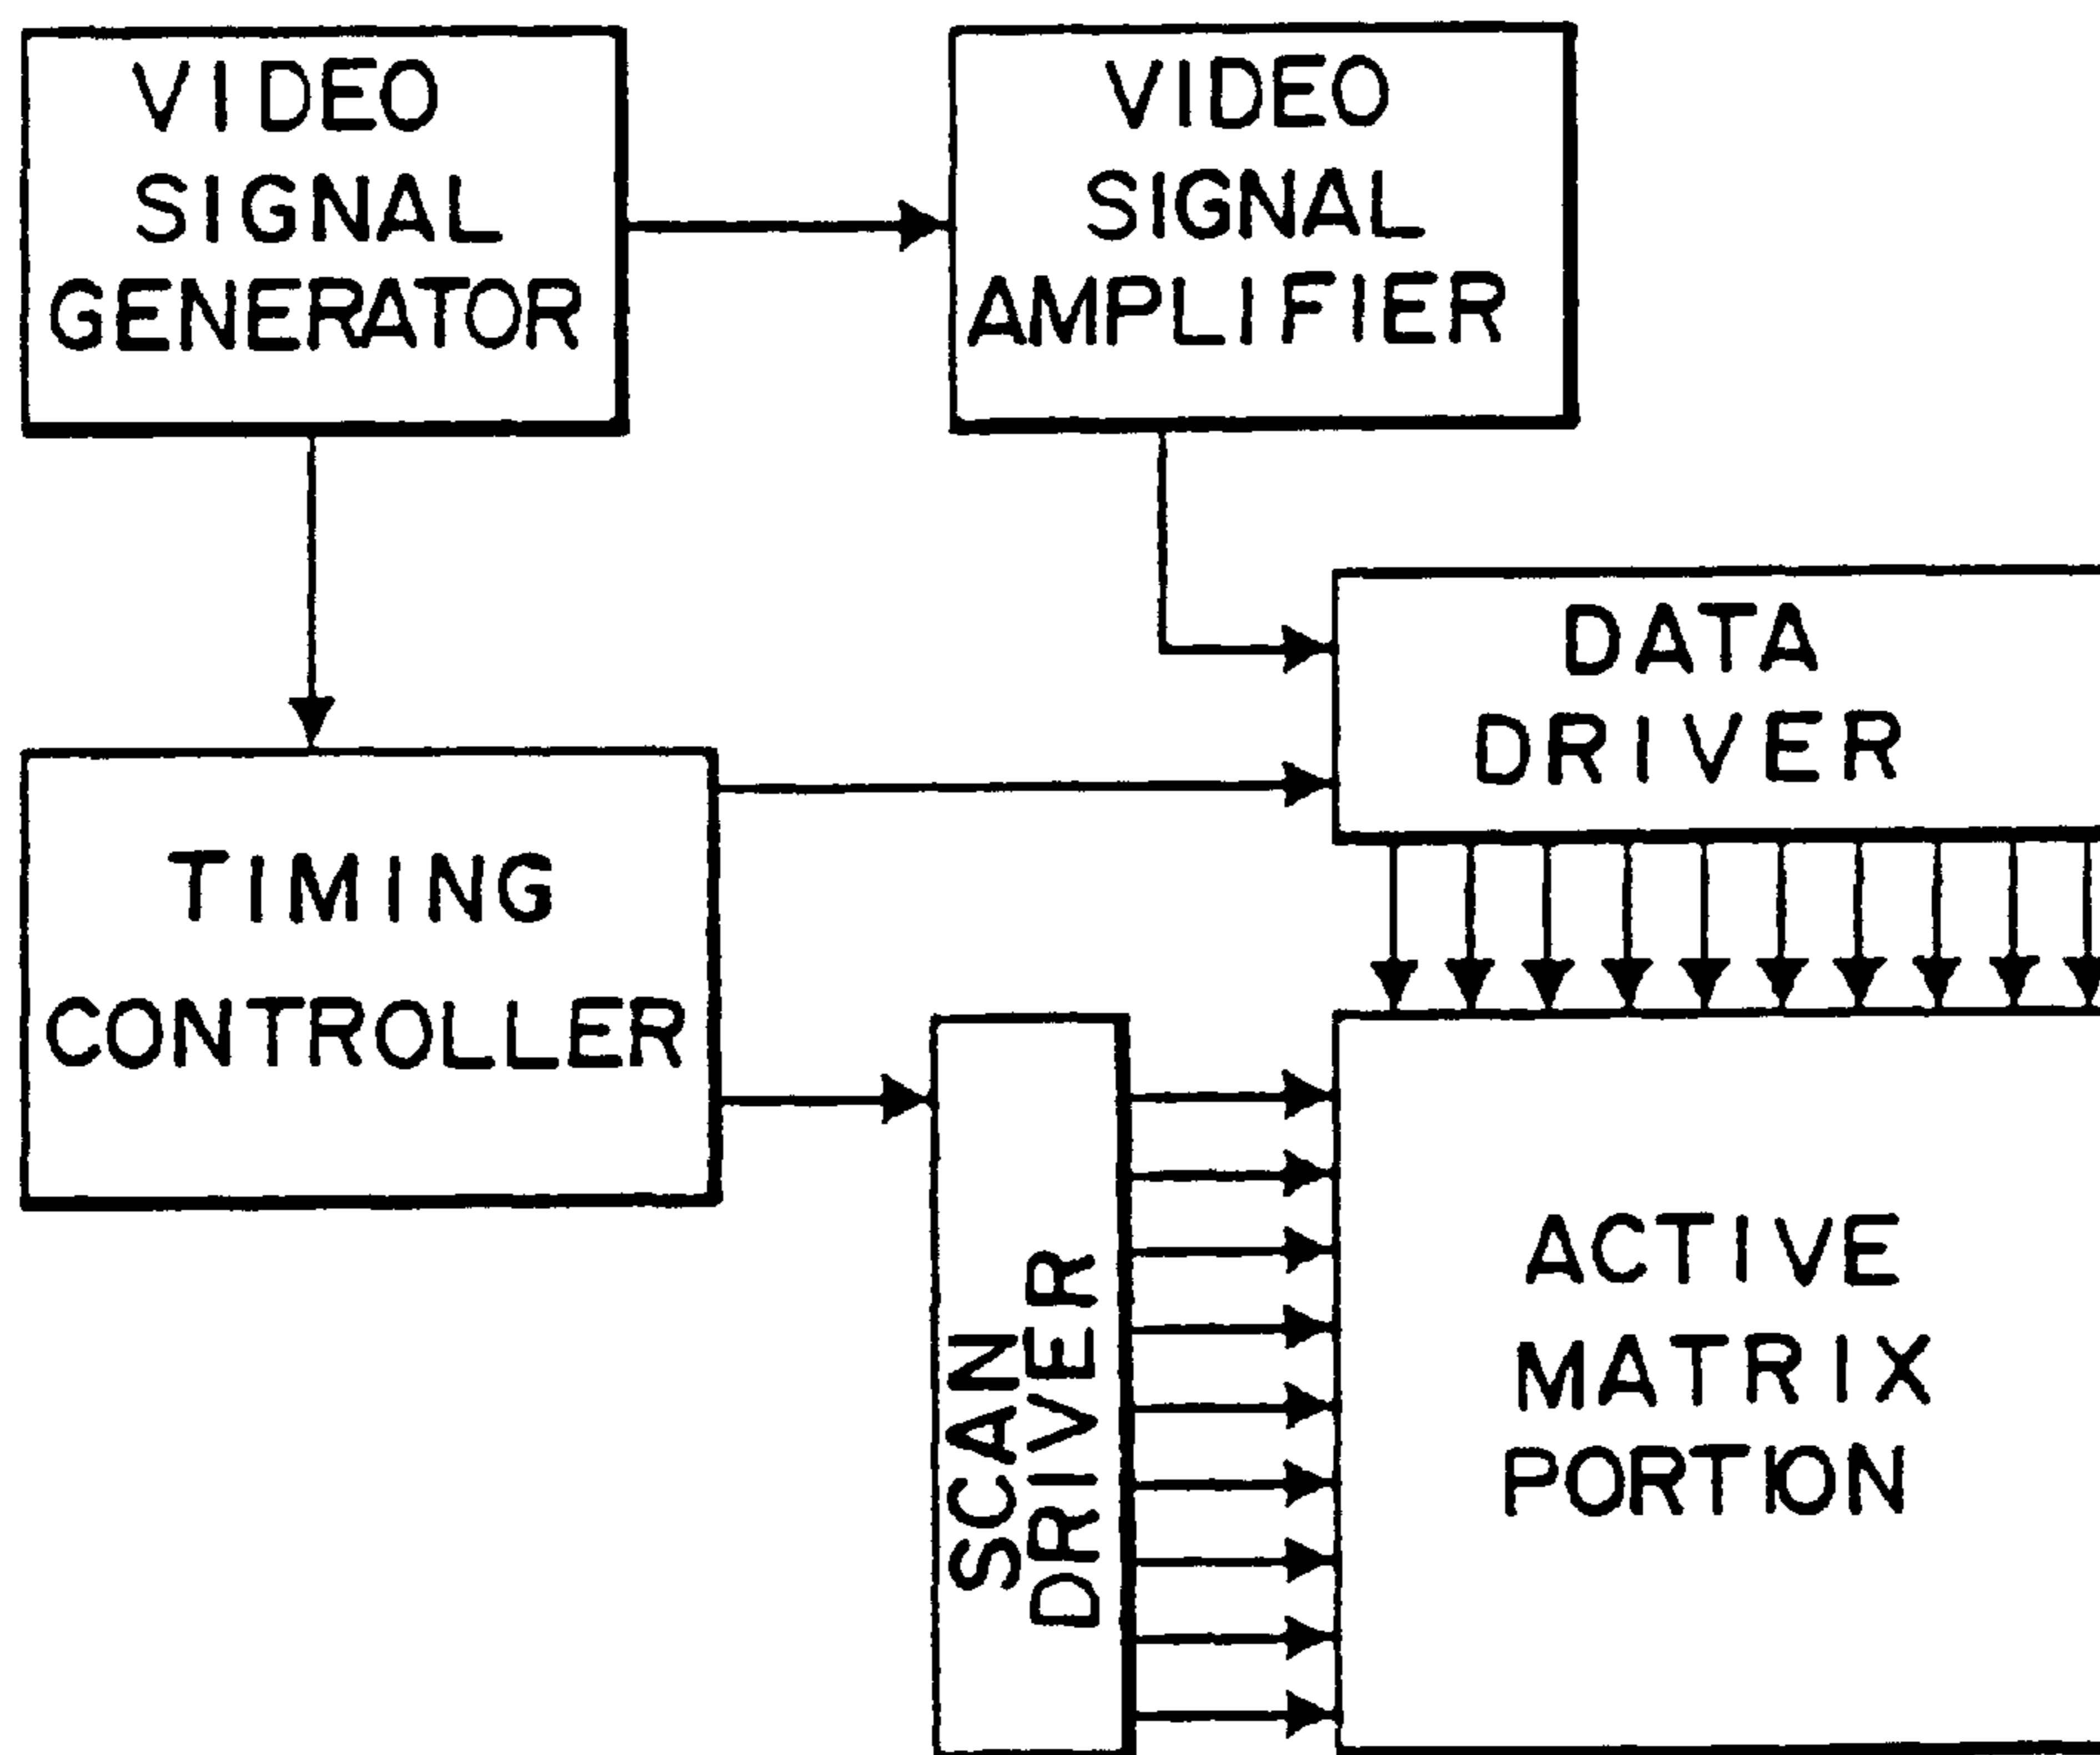 VIDEO
SIGNAL
GENERATOR
VIDEO
SIGNAL
AMPLIFIER
DATA
DRIVER
TIMING
CONTROLLER
SCAN
DRIVER
ACTIVE
MATRIX
PORTION